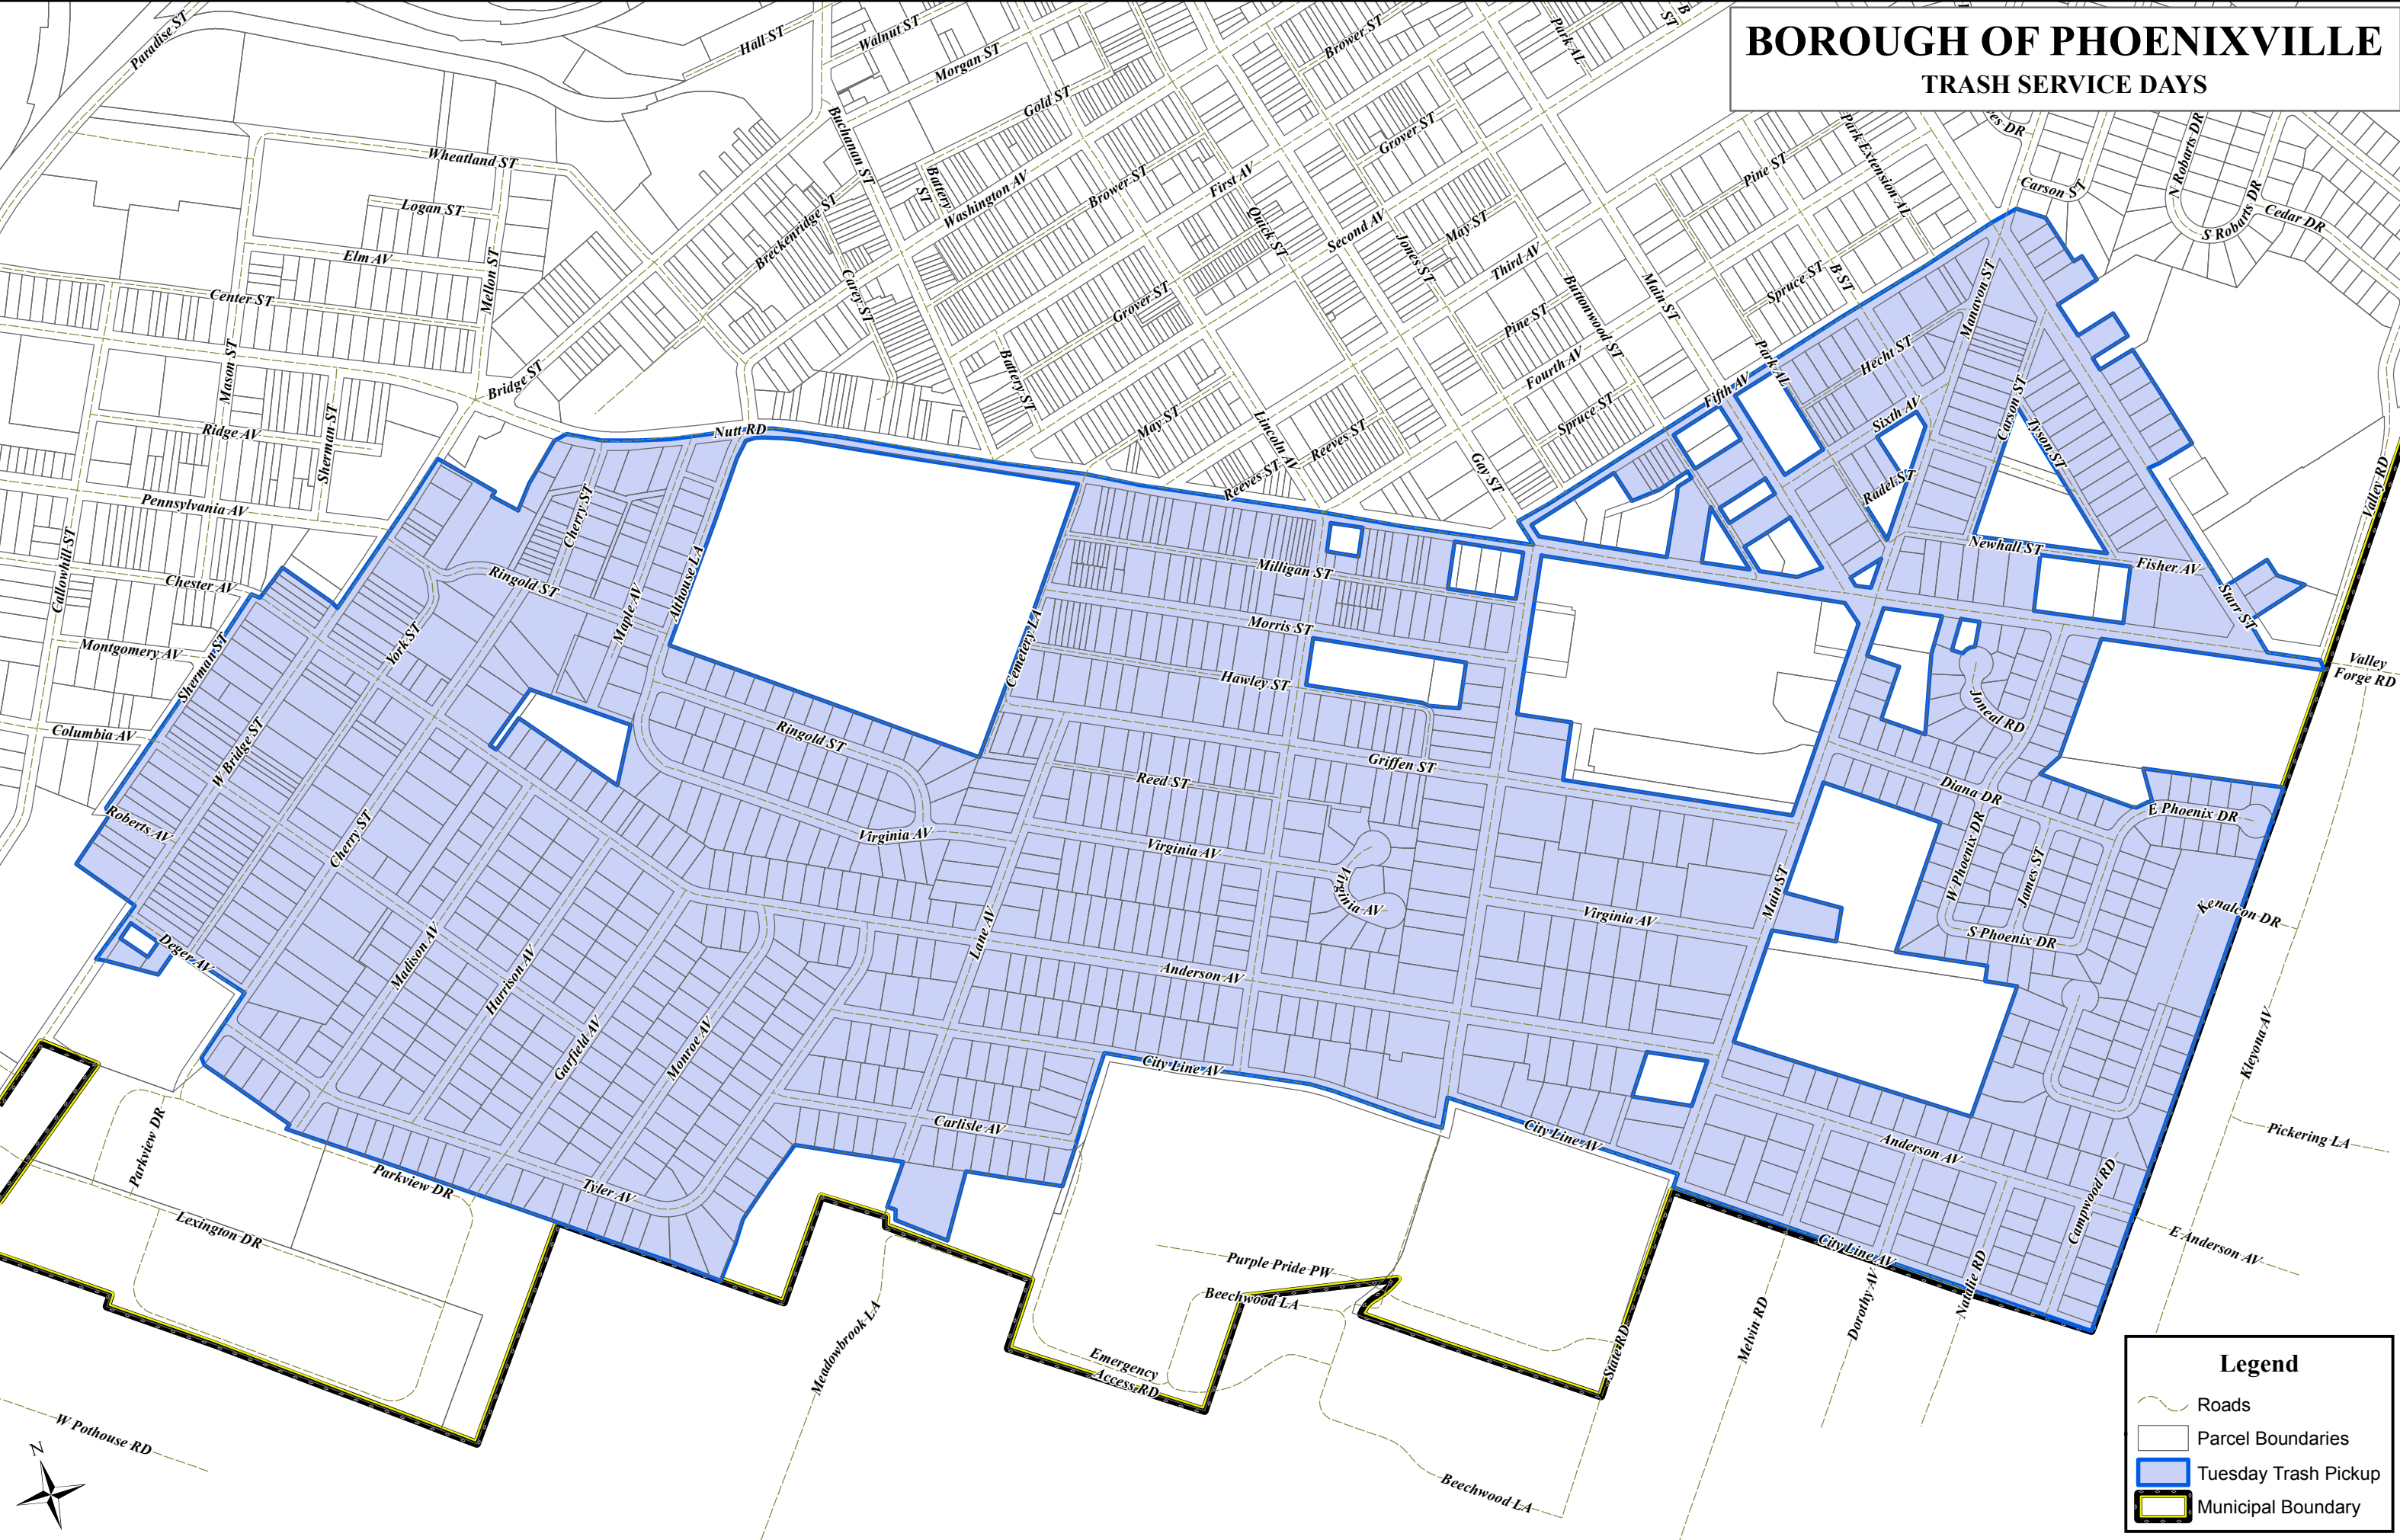 BOROUGH OF PHOENIXVILLE
TRASH SERVICE DAYS
Paradise ST
Hall ST
Walnut ST
Morgan ST
Gold ST
Brower ST
Park AL
B
ST
Buchanan ST
Battery
ST
Washington AV
Brower ST
First AV
Grover ST
Pine ST
Park Extension AL
es DR
Carson ST
N Robarts DR
S Robarts DR
Cedar DR
Wheatland ST
Logan ST
Elm AV
Center ST
Mellon ST
Mason ST
Breckenridge ST
Carey ST
Quick ST
Second AV
Jones ST
May ST
Third AV
Grover ST
Battery ST
May ST
Lincoln AV
Reeves ST
Reeves ST
Pine ST
Buttonwood ST
Main ST
Fourth AV
Spruce ST
Spruce ST
B ST
Gay ST
Fifth AV
Park AL
Hecht ST
Manavon ST
Sixth AV
Carson ST
Tyson ST
Radel ST
Newhall ST
Fisher AV
Starr ST
Valley RD
Valley
Forge RD
Bridge ST
Nutt RD
Ridge AV
Sherman ST
Pennsylvania AV
Callowhill ST
Chester AV
Montgomery AV
Sherman ST
Columbia AV
Roberts AV
W Bridge ST
York ST
Cherry ST
Ringold ST
Maple AV
Althouse LA
Cemetery LA
Milligan ST
Morris ST
Hawley ST
Griffen ST
Reed ST
Ringold ST
Virginia AV
Virginia AV
Virginia AV
Virginia AV
Cherry ST
Deger AV
Madison AV
Harrison AV
Garfield AV
Monroe AV
Lane AV
Anderson AV
City Line AV
Carlisle AV
Tyler AV
Parkview DR
Parkview DR
Lexington DR
W Pothouse RD
Joneal RD
Diana DR
E Phoenix DR
W Phoenix DR
James ST
S Phoenix DR
Main ST
Kenalcon DR
Kleyona AV
Pickering LA
Anderson AV
Campwood RD
E Anderson AV
City Line AV
City Line AV
Natalie RD
Dorothy AV
Melvin RD
State RD
Purple Pride PW
Beechwood LA
Emergency
Access RD
Meadowbrook LA
Beechwood LA
N
Legend
Roads
Parcel Boundaries
Tuesday Trash Pickup
Municipal Boundary